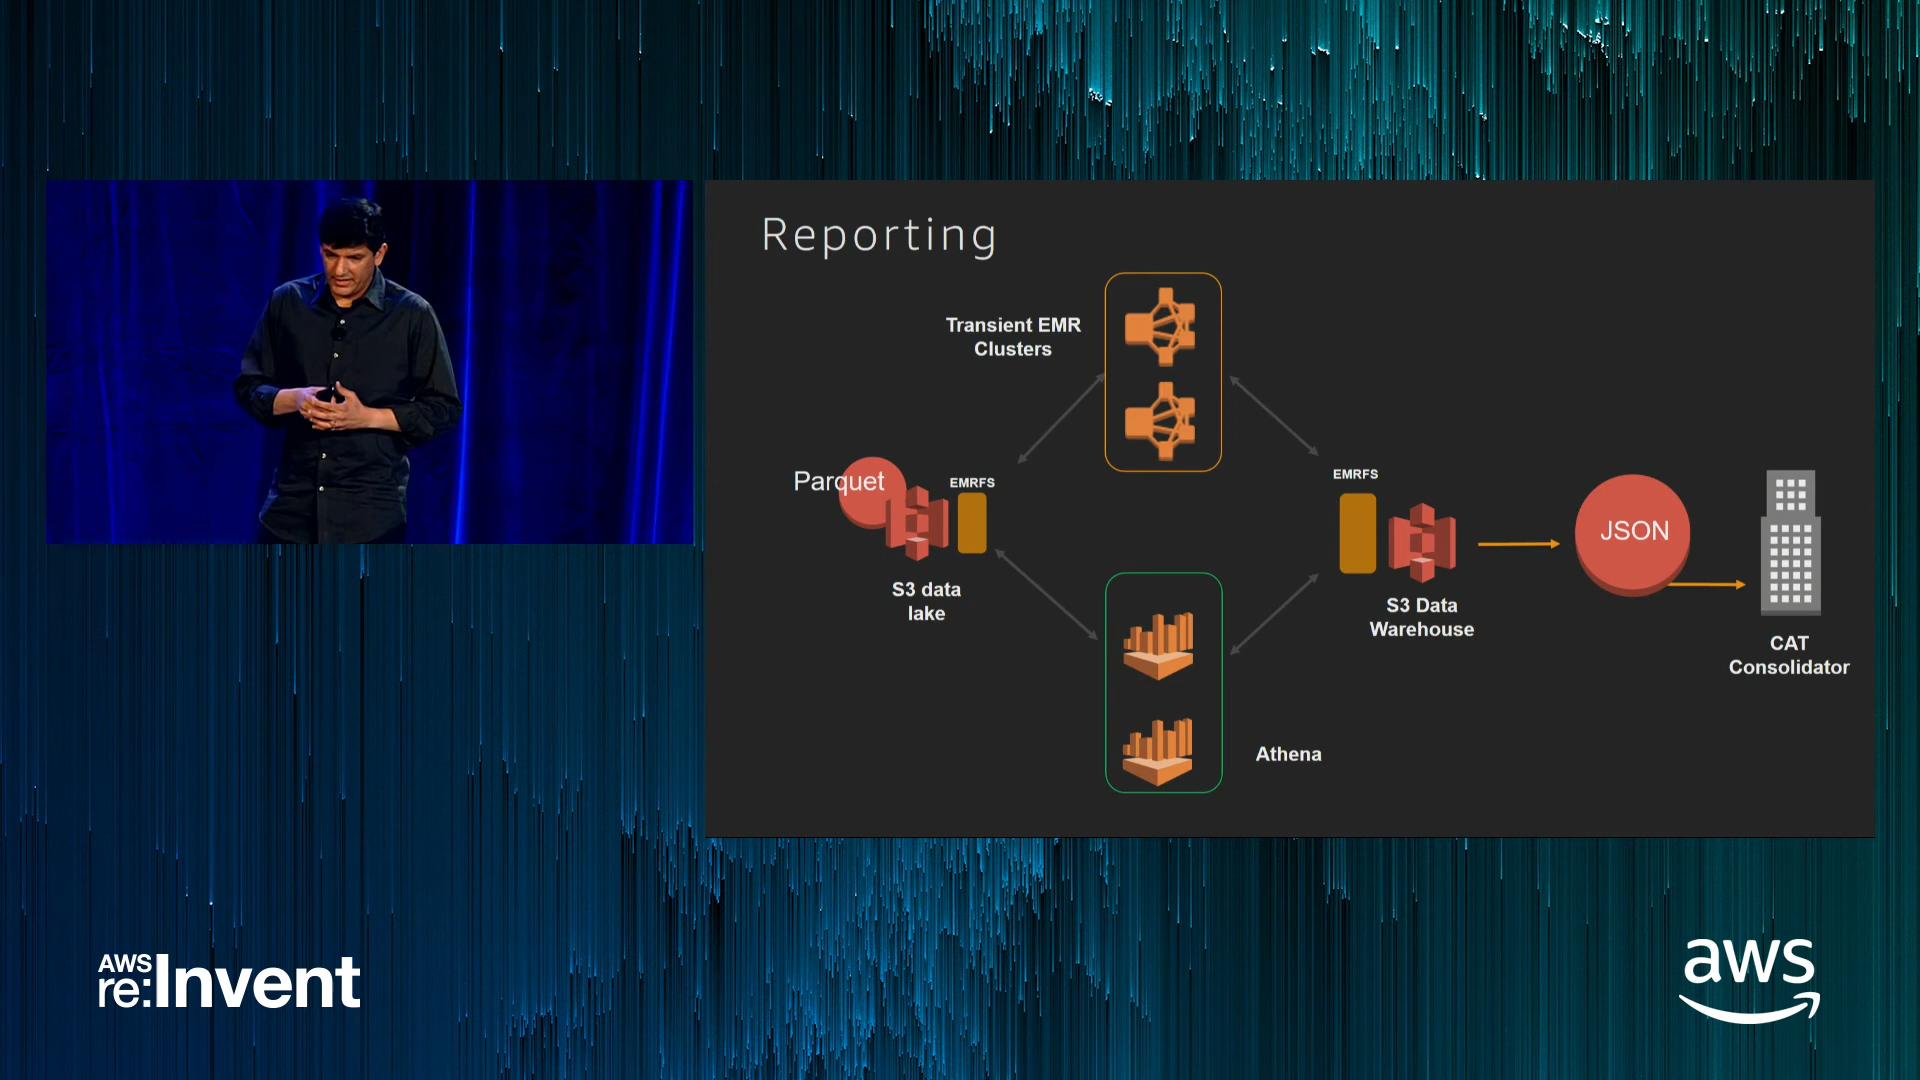 Reporting
Transient EMR
Clusters
Parquet
EMRFS
S3 data
lake
EMRFS
S3 Data
Warehouse
JSON
CAT
Consolidator
Athena
AWS
re:Invent
aws